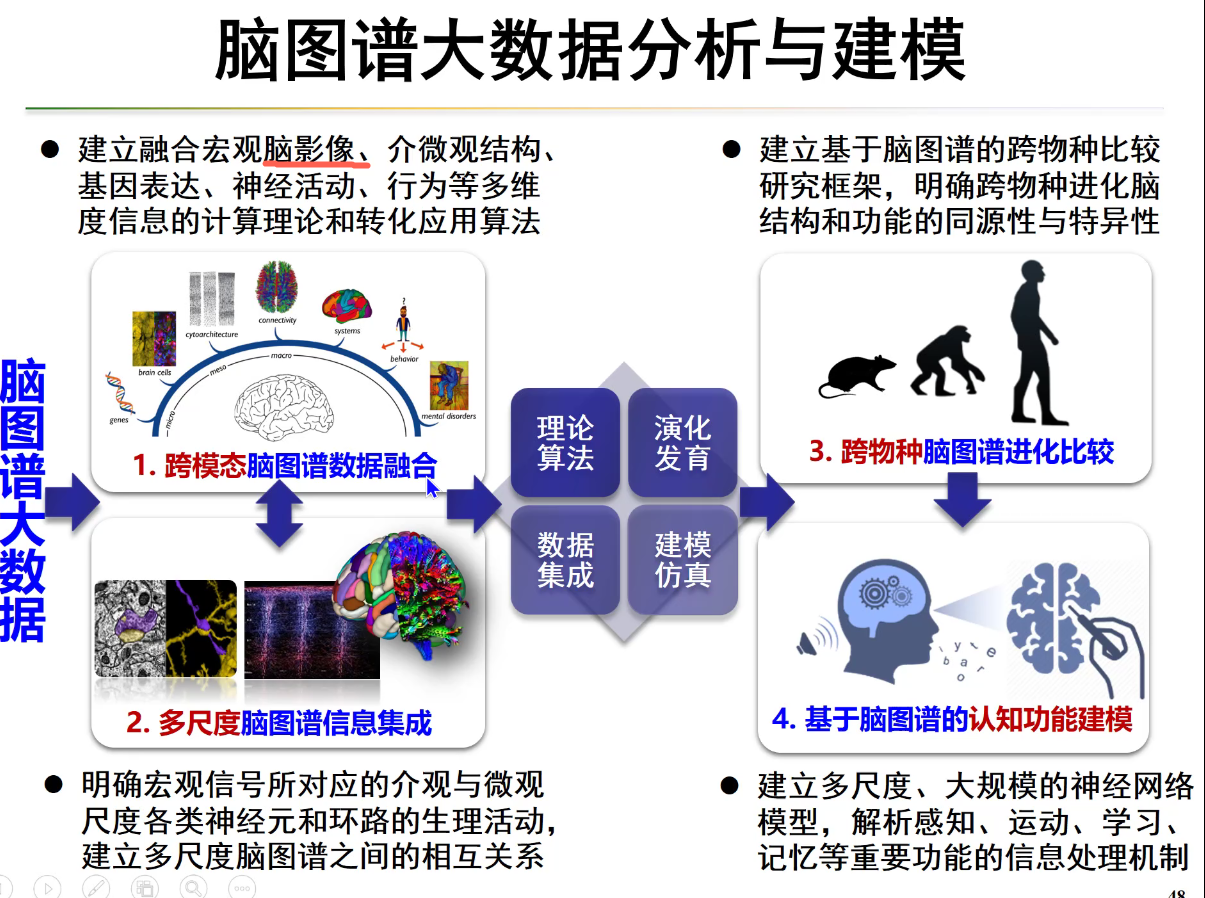 脑图谱大数据分析与建模
● 建立融合宏观脑影像、介微观结构、
基因表达、神经活动、行为等多维
度信息的计算理论和转化应用算法
● 建立基于脑图谱的跨物种比较
研究框架，明确跨物种进化脑
结构和功能的同源性与特异性
脑图谱大数据
genes
brain cells
cytoarchitecture
connectivity
systems
?
behavior
mental disorders
micro
meso
macro
1. 跨模态脑图谱数据融合
2. 多尺度脑图谱信息集成
理论
算法
演化
发育
数据
集成
建模
仿真
3. 跨物种脑图谱进化比较
l y ~ e
b a r
o
4. 基于脑图谱的认知功能建模
● 明确宏观信号所对应的介观与微观
尺度各类神经元和环路的生理活动，
建立多尺度脑图谱之间的相互关系
● 建立多尺度、大规模的神经网络
模型，解析感知、运动、学习、
记忆等重要功能的信息处理机制
48